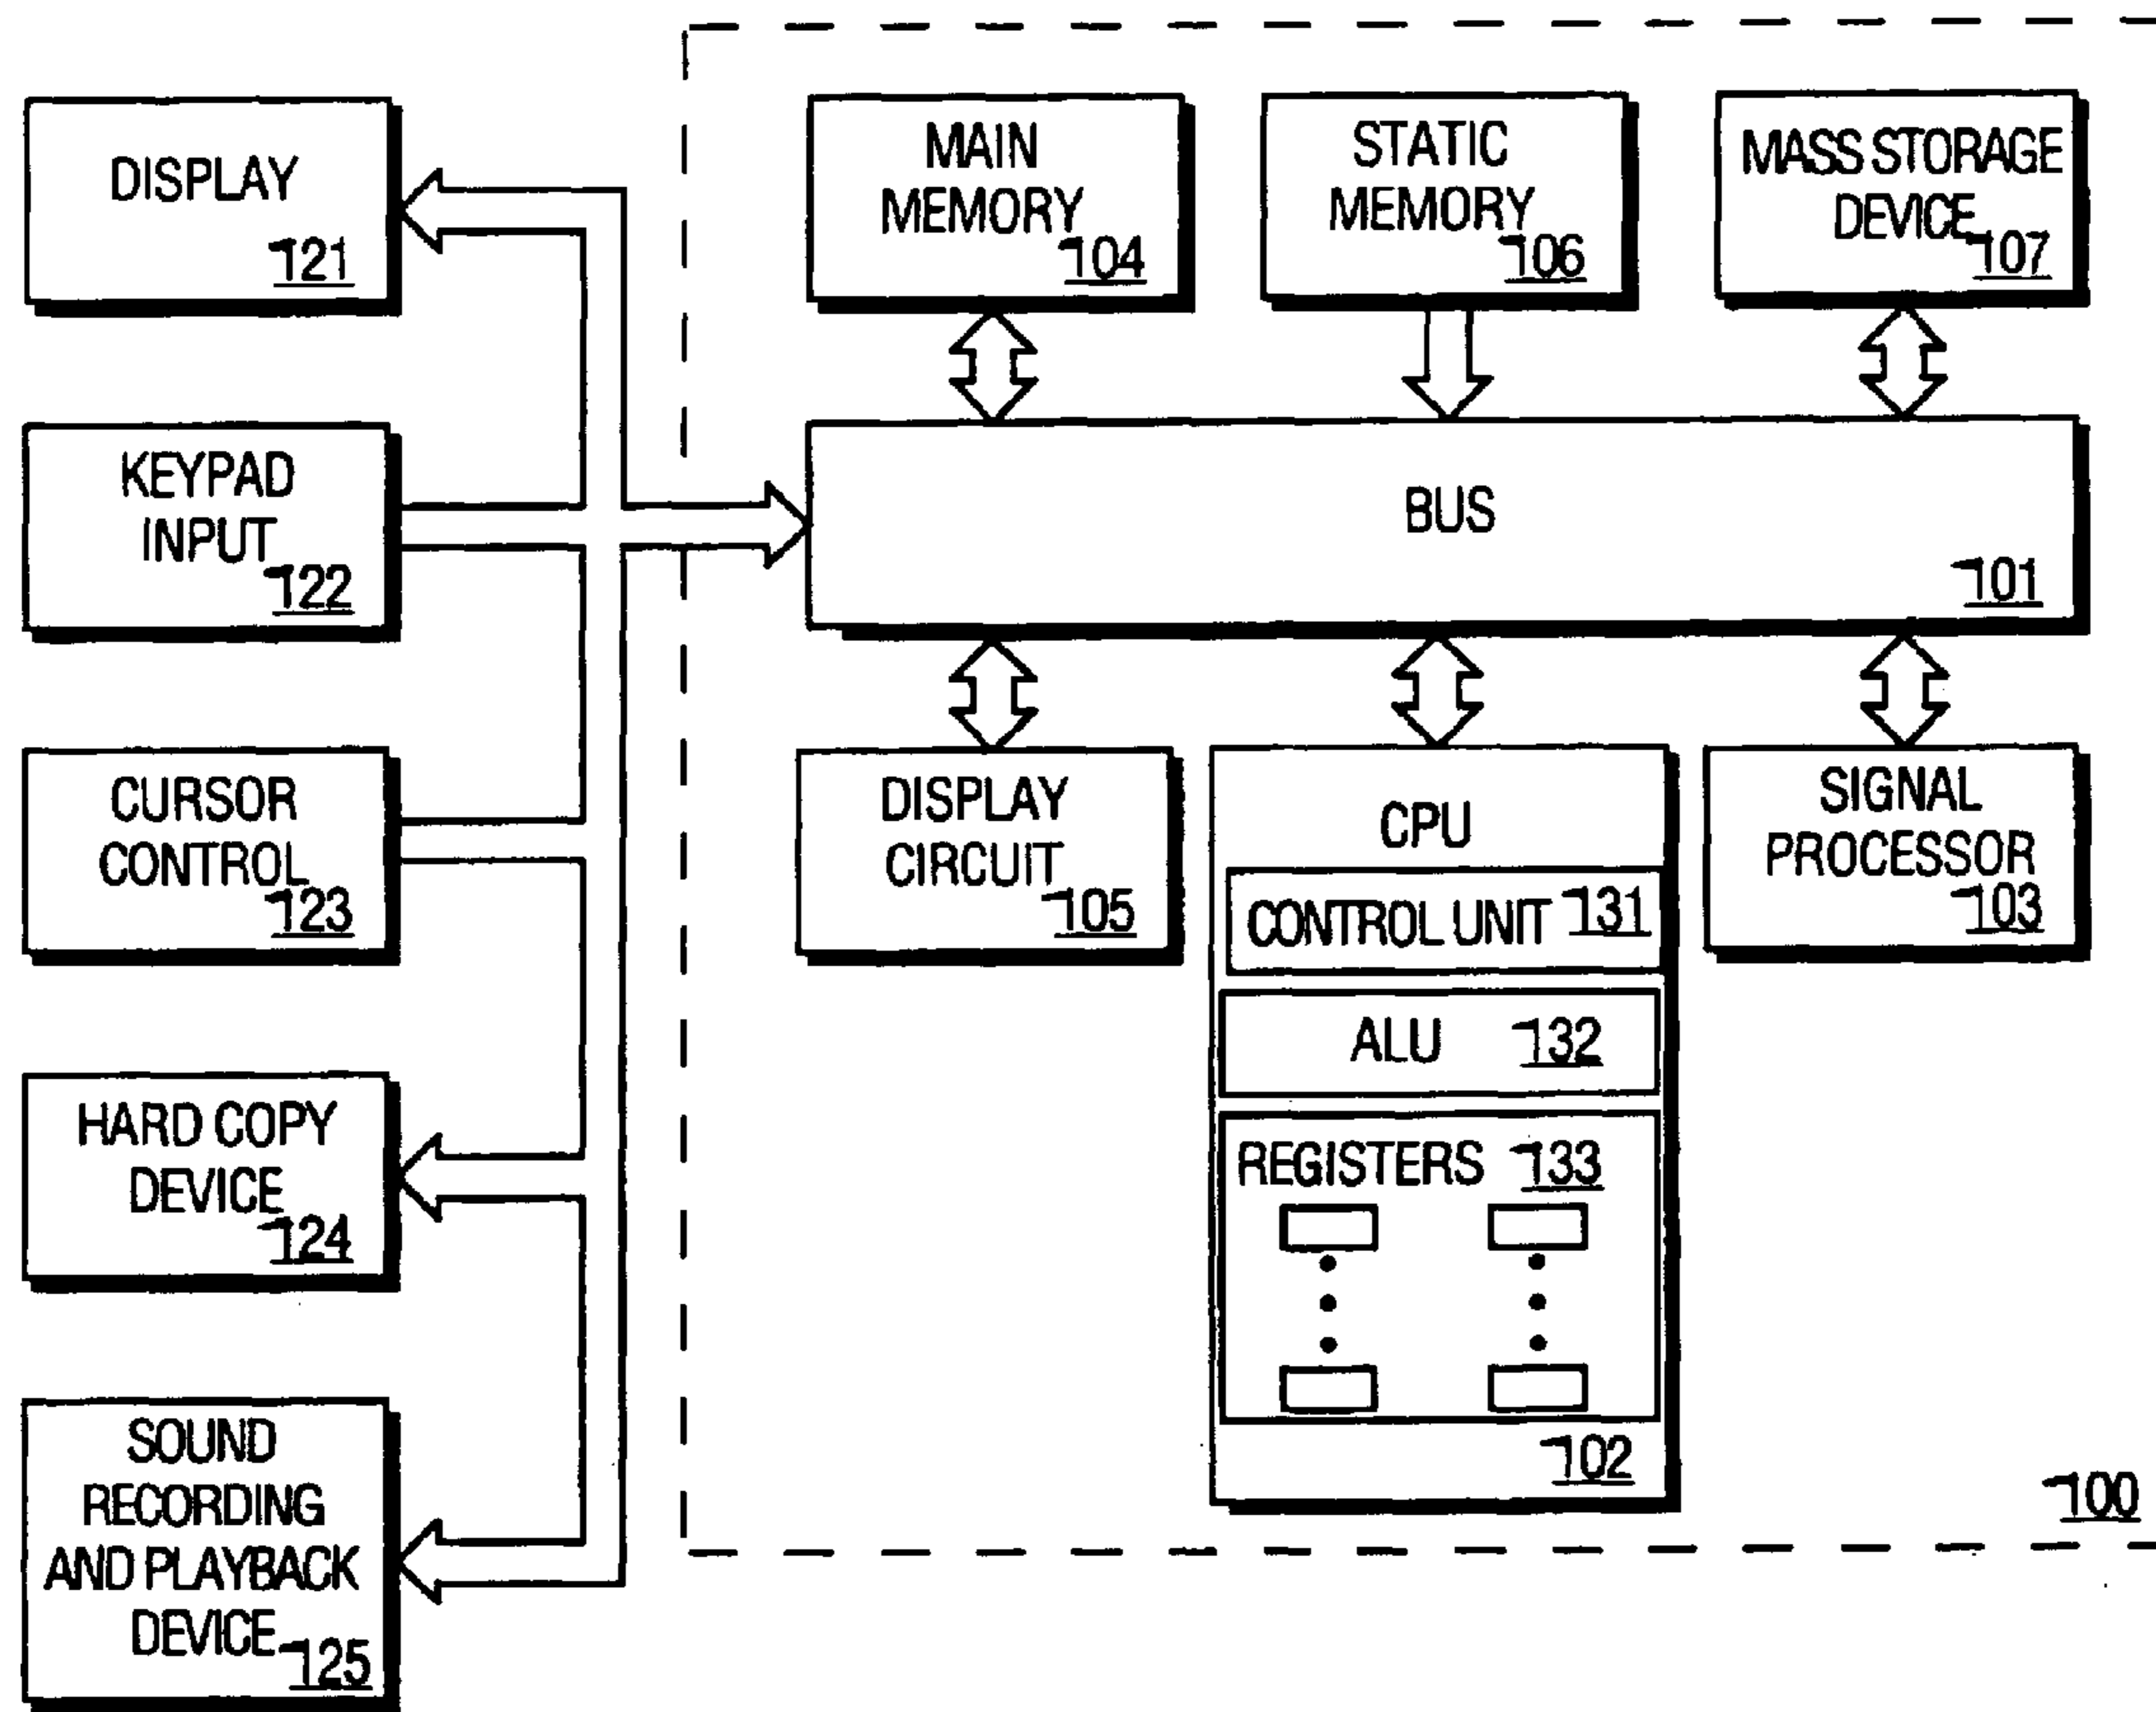 DISPLAY
121
KEYPAD
INPUT
122
CURSOR
CONTROL
123
HARD COPY
DEVICE
124
SOUND
RECORDING
AND PLAYBACK
DEVICE
125
MAIN
MEMORY
104
STATIC
MEMORY
106
MASS STORAGE
DEVICE
107
BUS
101
DISPLAY
CIRCUIT
105
CPU
CONTROL UNIT 131
ALU 132
REGISTERS 133
102
SIGNAL
PROCESSOR
103
100